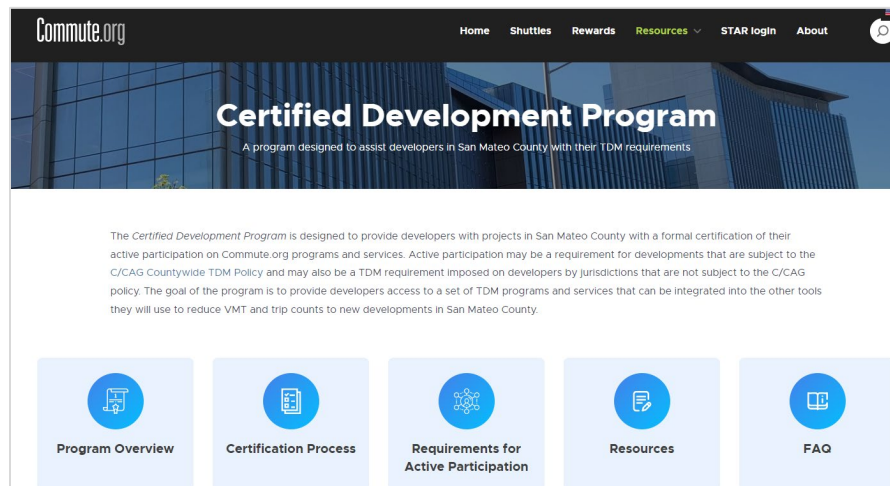 Commute.org
Home Shuttles Rewards Resources STAR login About
Certified Development Program
A program designed to assist developers in San Mateo County with their TDM requirements
The Certified Development Program is designed to provide developers with projects in San Mateo County with a formal certification of their
active participation on Commute.org programs and services. Active participation may be a requirement for developments that are subject to the
C/CAG Countywide TDM Policy and may also be a TDM requirement imposed on developers by jurisdictions that are not subject to the C/CAG
policy. The goal of the program is to provide developers access to a set of TDM programs and services that can be integrated into the other tools
they will use to reduce VMT and trip counts to new developments in San Mateo County.
Program Overview
Certification Process
Requirements for
Active Participation
Resources
FAQ